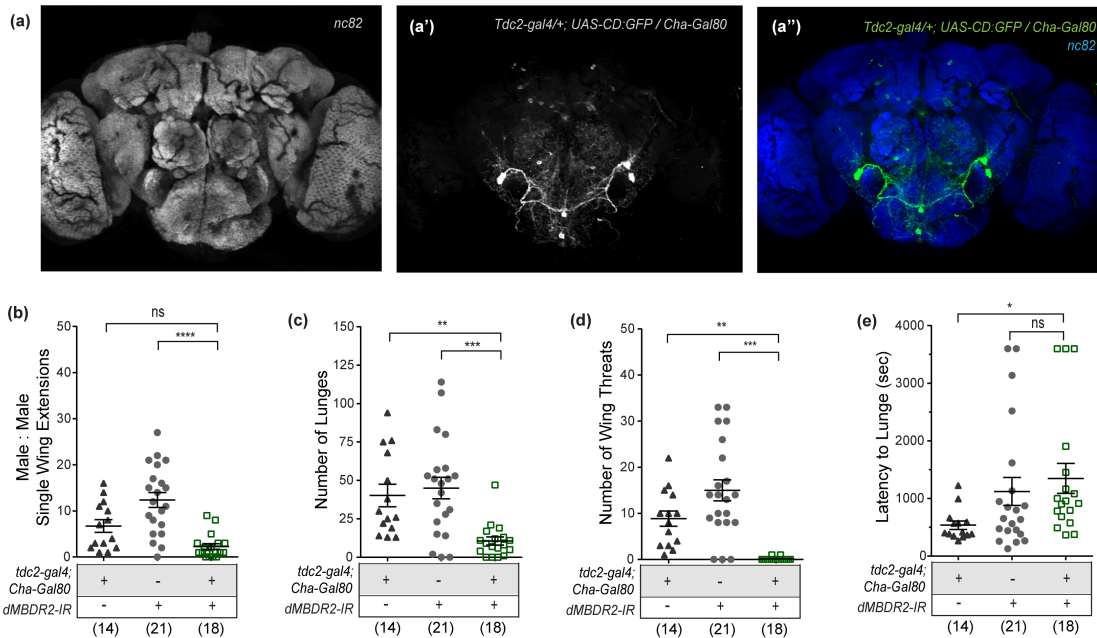 (a)
nc82
(a')
Tdc2-gal4/+; UAS-CD:GFP / Cha-Gal80
(a'')
Tdc2-gal4/+; UAS-CD:GFP / Cha-Gal80
nc82
(b)
Male : Male
Single Wing Extensions
50
40
30
20
10
0
ns
****
tdc2-gal4;
Cha-Gal80
+ - +
dMBDR2-IR
- + +
(14) (21) (18)
(c)
Number of Lunges
150
125
100
75
50
25
0
**
***
tdc2-gal4;
Cha-Gal80
+ - +
dMBDR2-IR
- + +
(14) (21) (18)
(d)
Number of Wing Threats
50
40
30
20
10
0
**
***
tdc2-gal4;
Cha-Gal80
+ - +
dMBDR2-IR
- + +
(14) (21) (18)
(e)
Latency to Lunge (sec)
4000
3000
2000
1000
0
*
ns
tdc2-gal4;
Cha-Gal80
+ - +
dMBDR2-IR
- + +
(14) (21) (18)